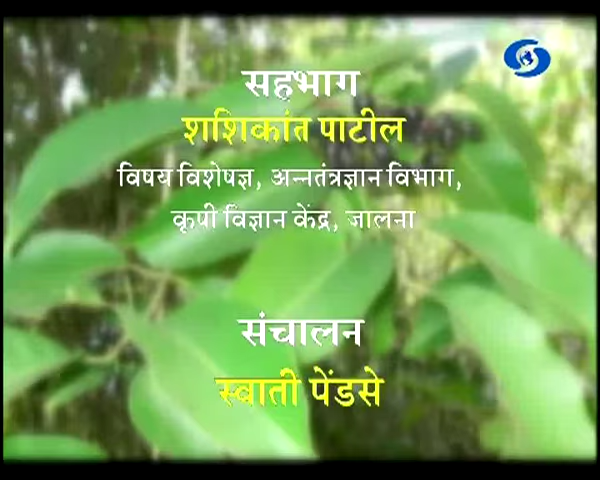 सहभाग
शशिकांत पाटील
विषय विशेषज्ञ, अन्नतंत्रज्ञान विभाग,
कृषी विज्ञान केंद्र, जालना
संचालन
स्वाती पेंडसे